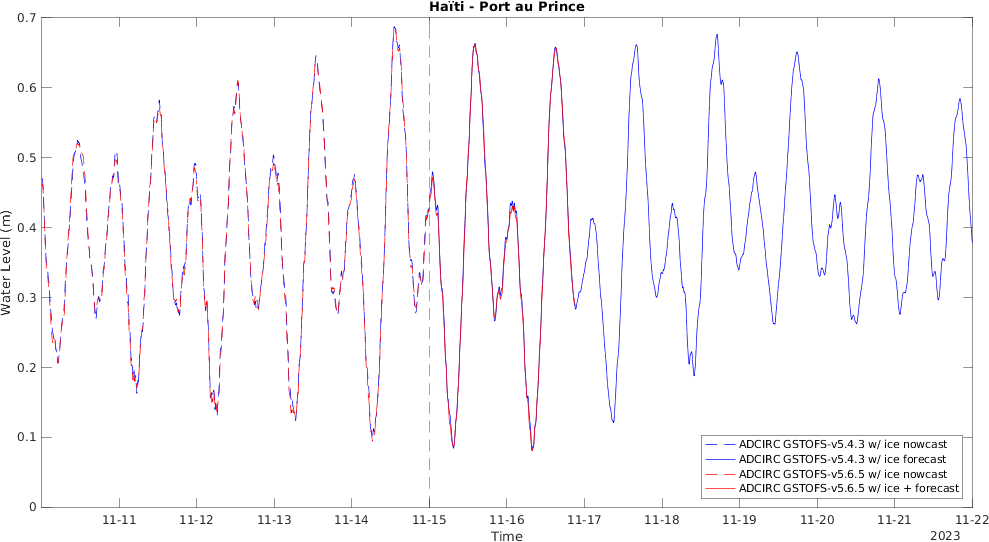 Haïti - Port au Prince
Water Level (m)
0.7
0.6
0.5
0.4
0.3
0.2
0.1
0
ADCIRC GSTOFS-v5.4.3 w/ ice nowcast
ADCIRC GSTOFS-v5.4.3 w/ ice forecast
ADCIRC GSTOFS-v5.6.5 w/ ice nowcast
ADCIRC GSTOFS-v5.6.5 w/ ice + forecast
11-11 11-12 11-13 11-14 11-15 11-16 11-17 11-18 11-19 11-20 11-21 11-22
Time
2023